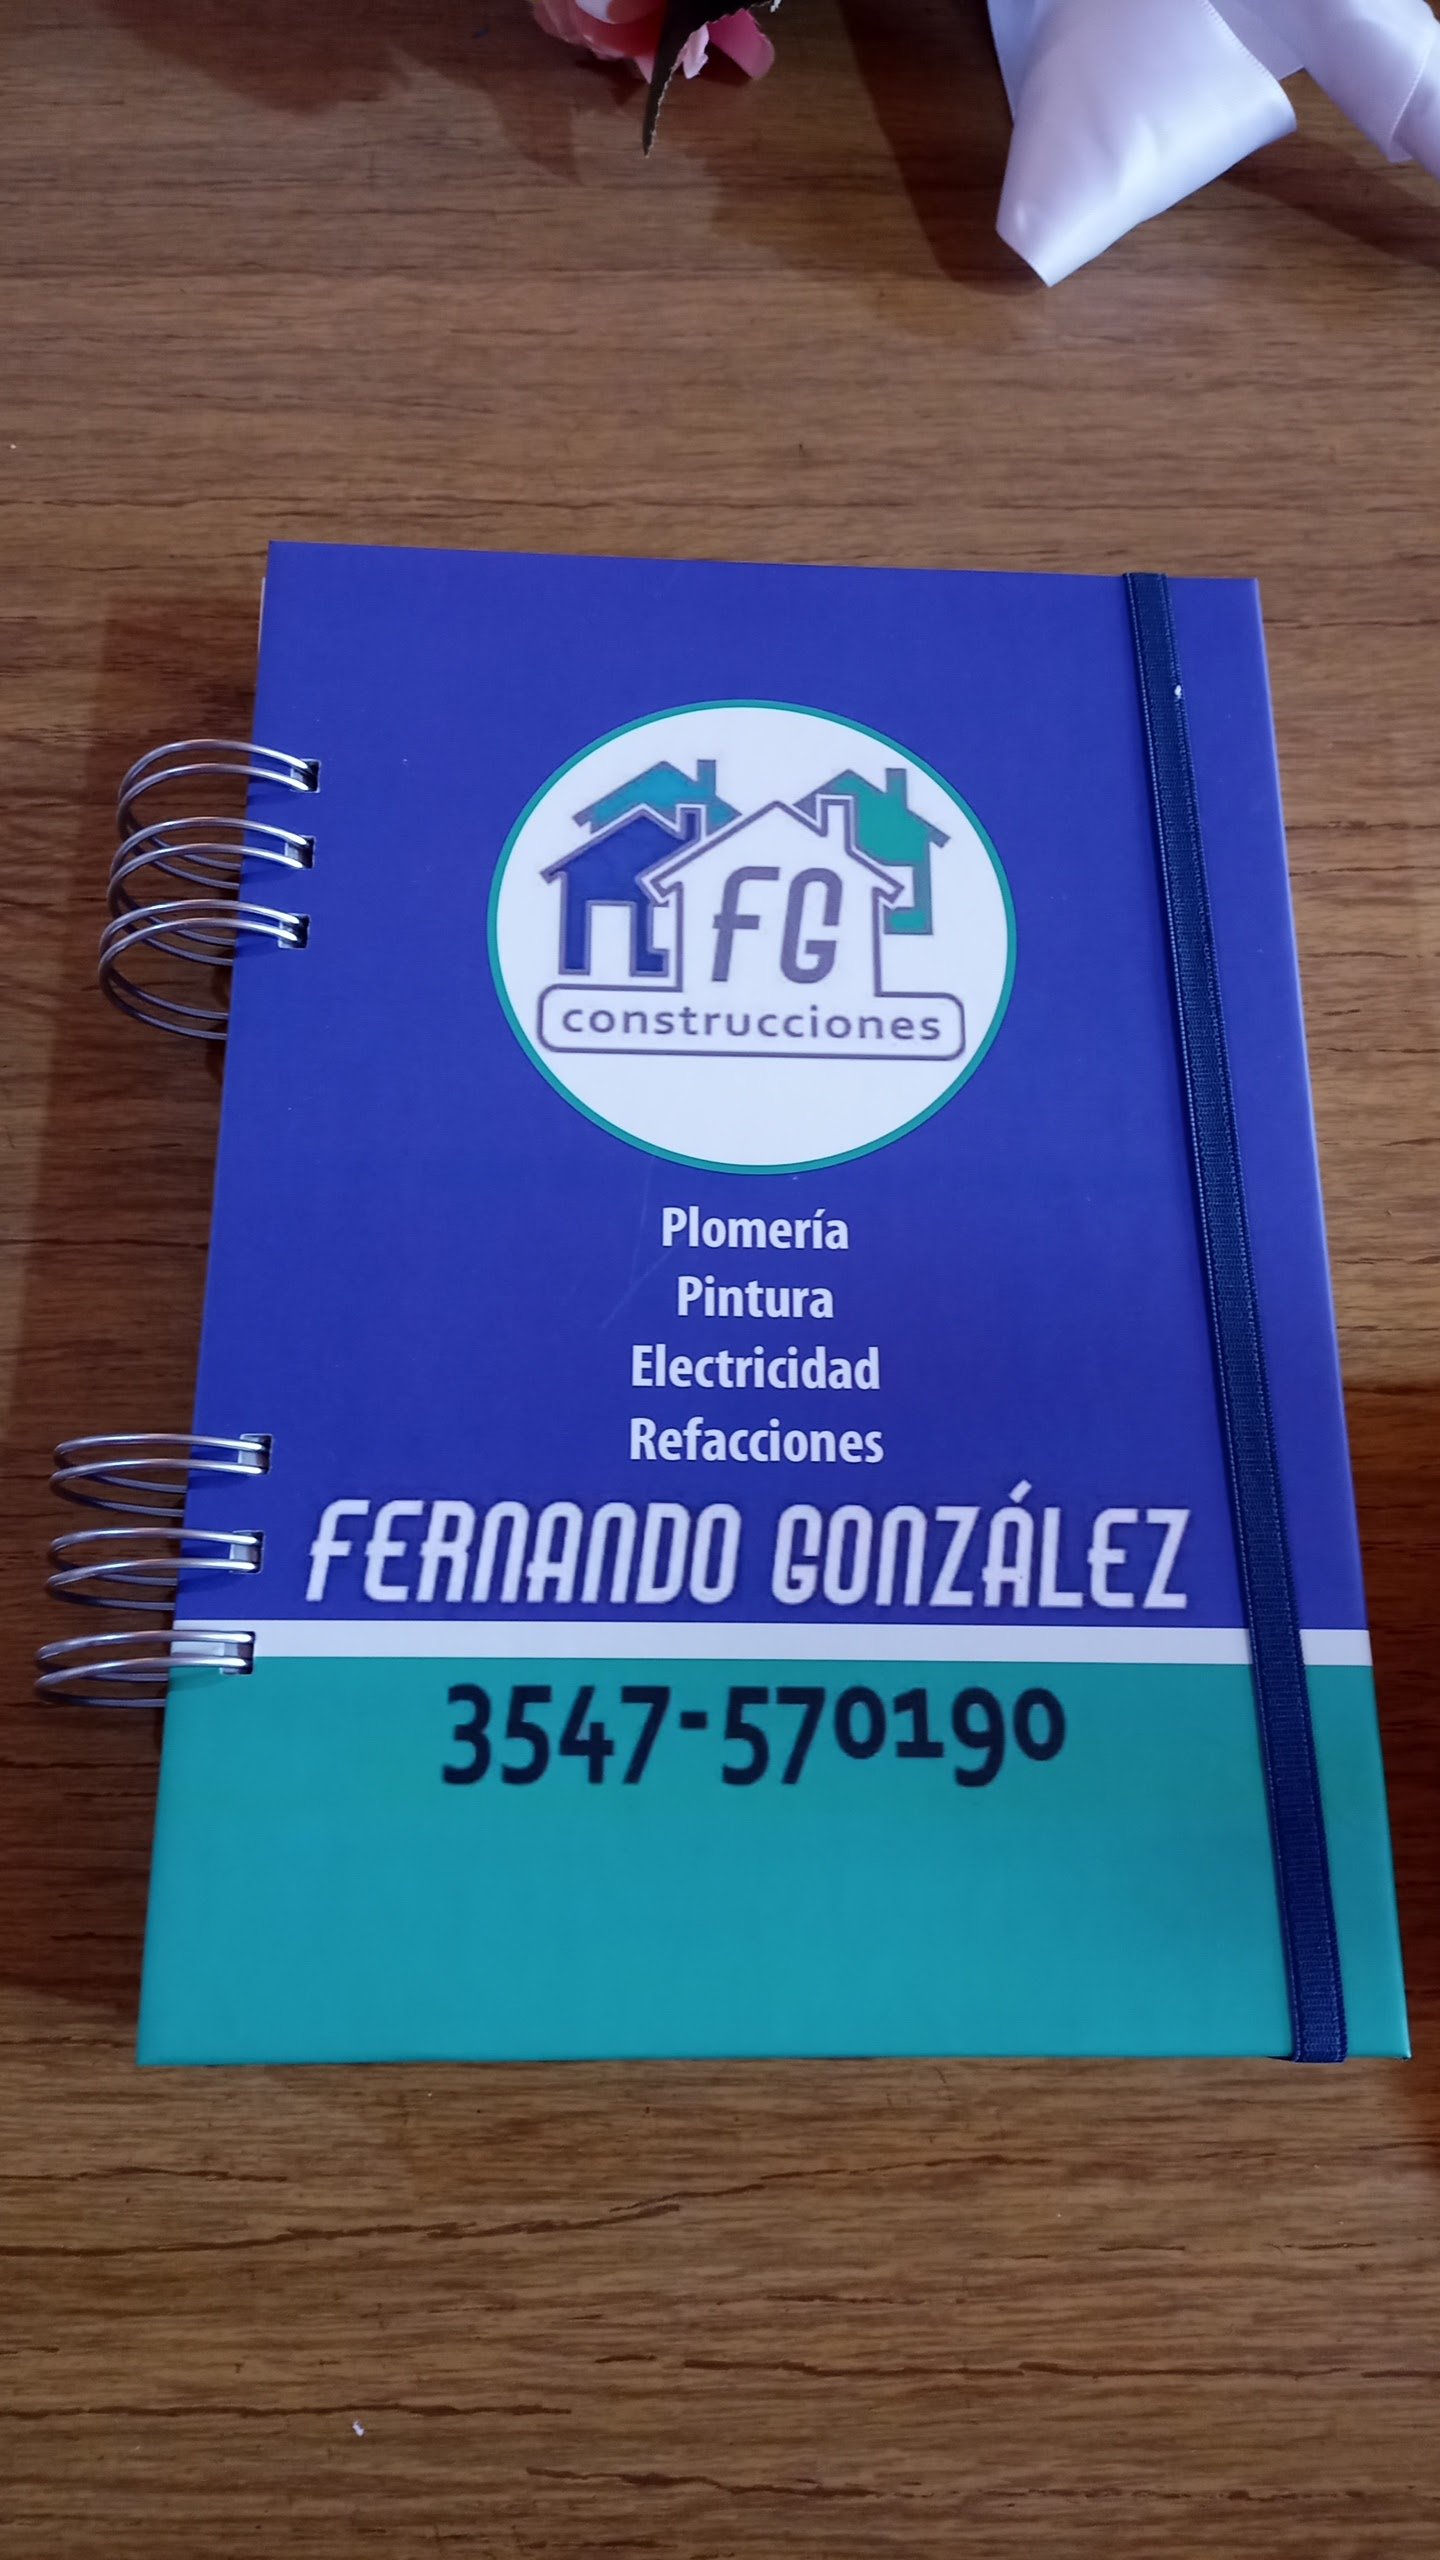 FG
construcciones
Plomería
Pintura
Electricidad
Refacciones
FERNANDO GONZÁLEZ
3547-570190